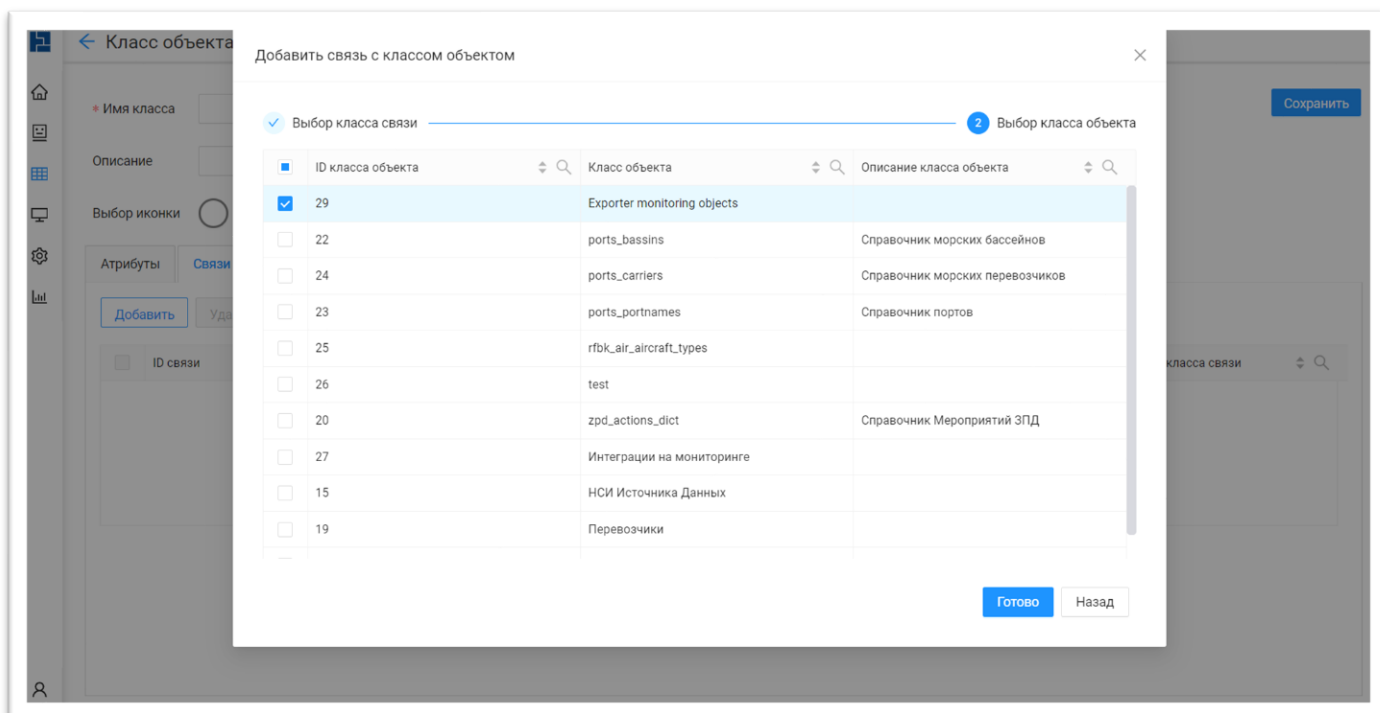 Класс объекта
Добавить связь с классом объектом
* Имя класса
Сохранить
Выбор класса связи
2 Выбор класса объекта
Описание
ID класса объекта Класс объекта Описание класса объекта
29 Exporter monitoring objects
Выбор иконки
22 ports_bassins Справочник морских бассейнов
Атрибуты Связи
24 ports_carriers Справочник морских перевозчиков
Добавить
23 ports_portnames Справочник портов
25 rfbk_air_aircraft_types
ID связи
класса связи
26 test
20 zpd_actions_dict Справочник Мероприятий ЗПД
27 Интеграции на мониторинге
15 НСИ Источника Данных
19 Перевозчики
Готово Назад